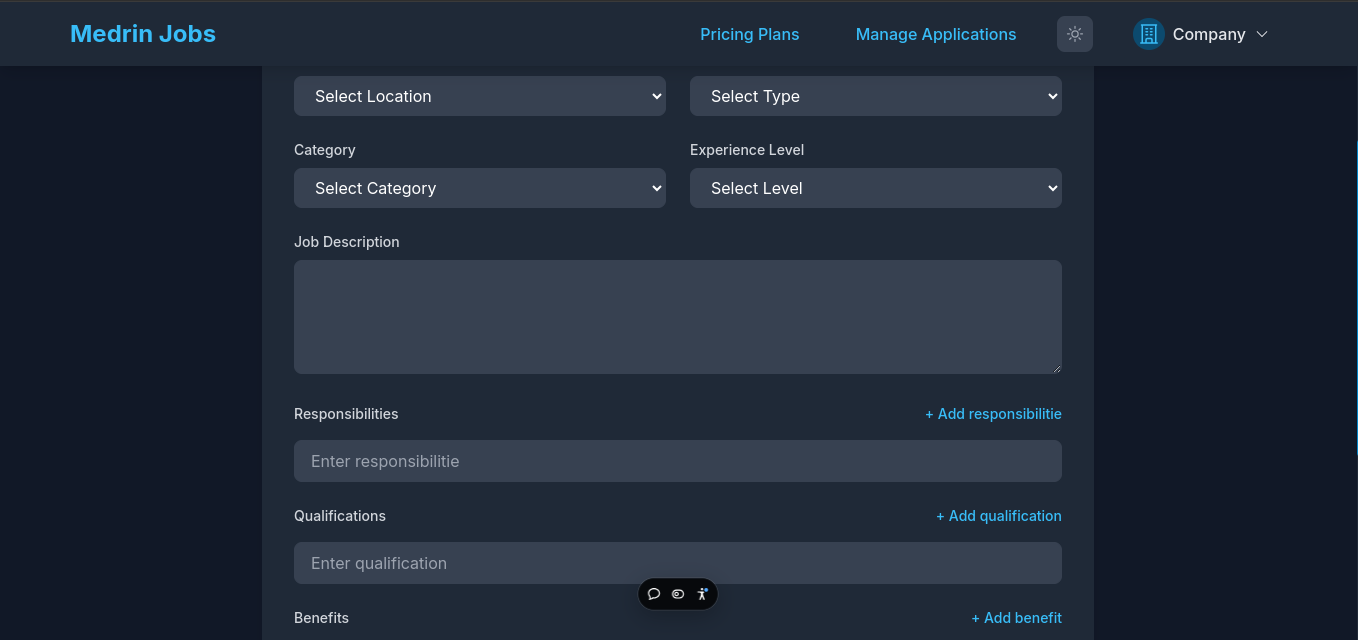 Medrin Jobs
Pricing Plans
Manage Applications
Company
Select Location
Select Type
Category
Experience Level
Select Category
Select Level
Job Description
Responsibilities
+ Add responsibilitie
Enter responsibilitie
Qualifications
+ Add qualification
Enter qualification
Benefits
+ Add benefit